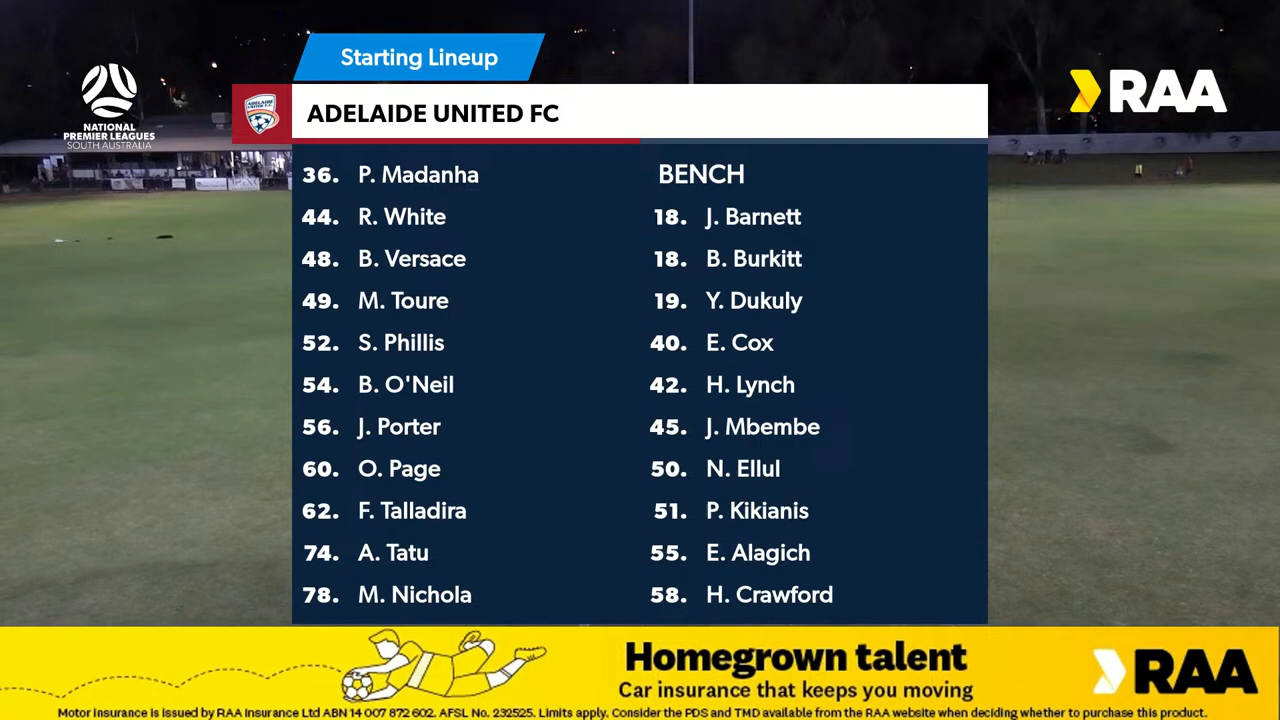 Starting Lineup
NATIONAL
PREMIER LEAGUES
SOUTH AUSTRALIA
ADELAIDE UNITED FC
RAA
36. P. Madanha
44. R. White
48. B. Versace
49. M. Toure
52. S. Phillis
54. B. O'Neil
56. J. Porter
60. O. Page
62. F. Talladira
74. A. Tatu
78. M. Nichola
BENCH
18. J. Barnett
18. B. Burkitt
19. Y. Dukuly
40. E. Cox
42. H. Lynch
45. J. Mbembe
50. N. Ellul
51. P. Kikianis
55. E. Alagich
58. H. Crawford
Homegrown talent
Car insurance that keeps you moving
RAA
Motor insurance is issued by RAA Insurance Ltd ABN 14 007 872 602. AFSL No. 232525. Limits apply. Consider the PDS and TMD available from the RAA website when deciding whether to purchase this product.